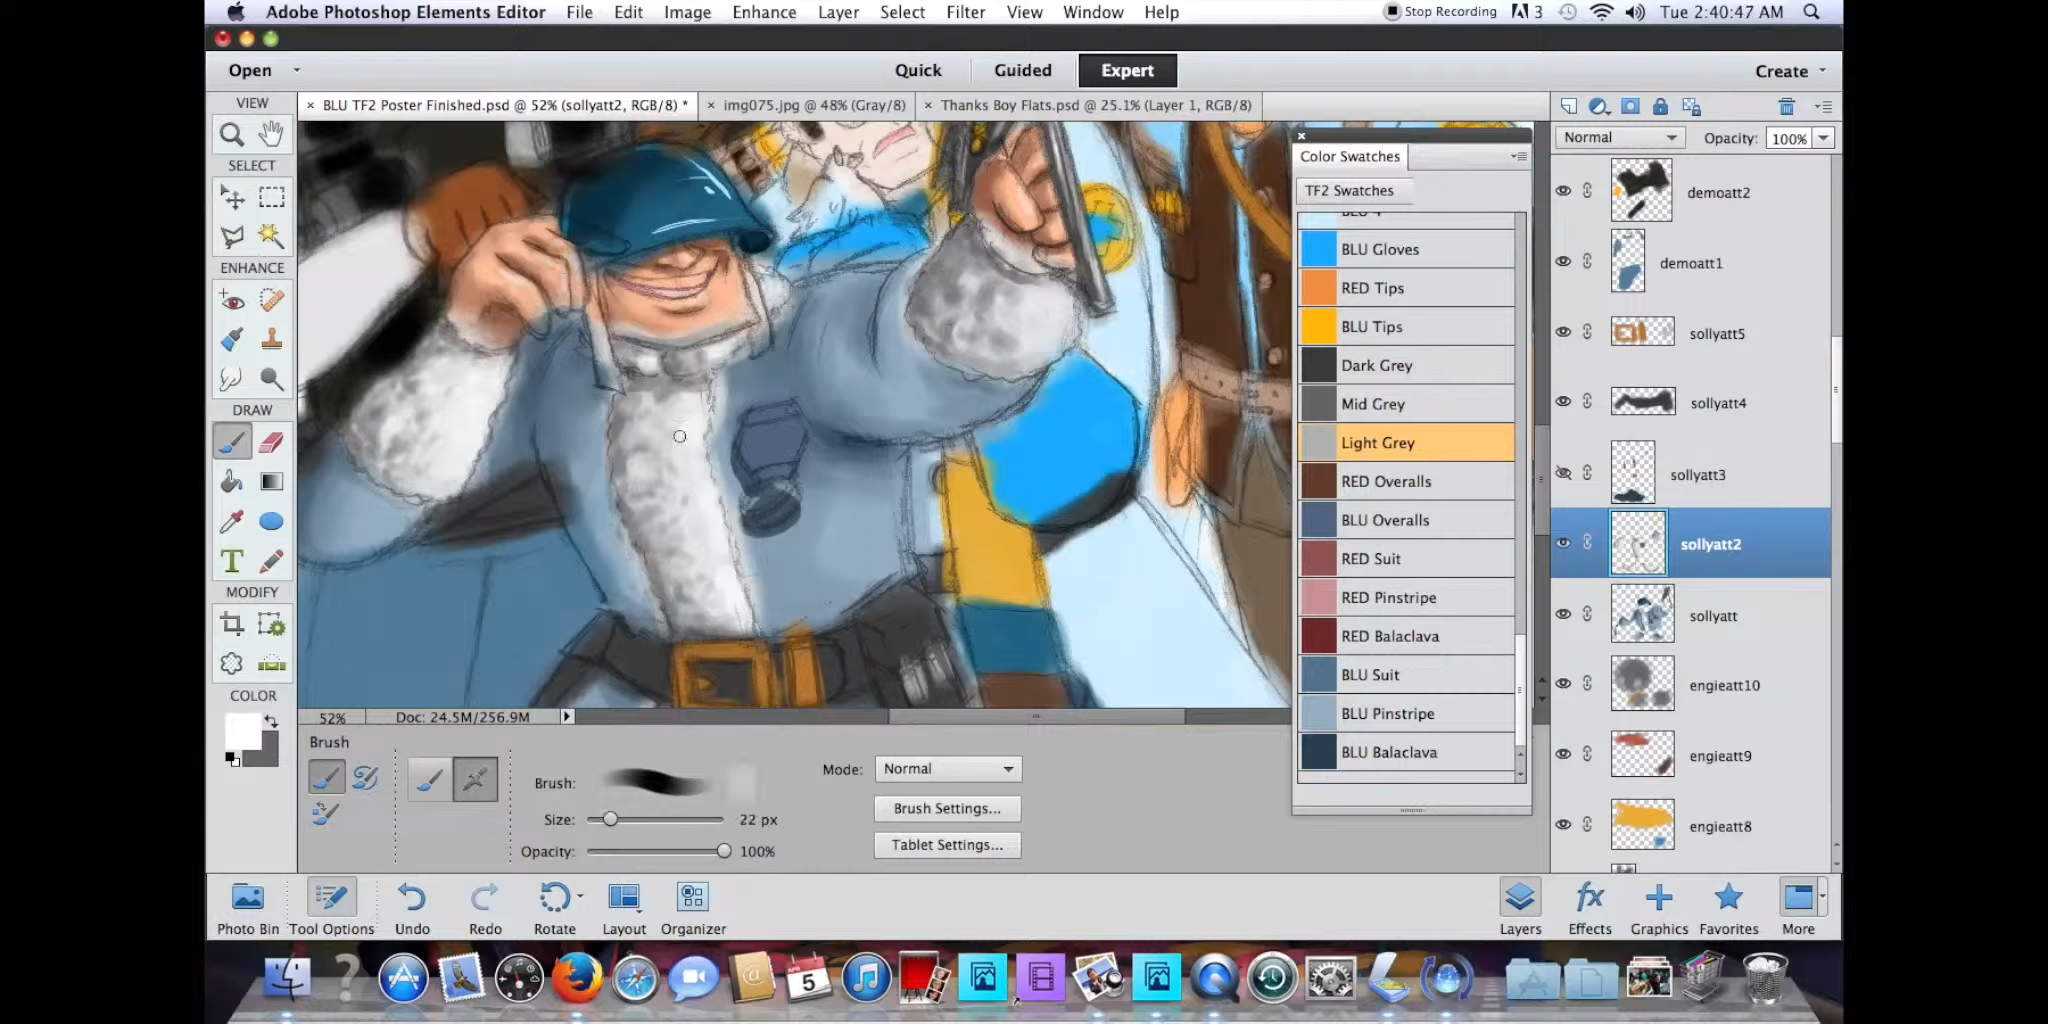 Adobe Photoshop Elements Editor File Edit Image Enhance Layer Select Filter View Window Help Stop Recording 3 Tue 2:40:47 AM
Open Quick Guided Expert Create
VIEW × BLU TF2 Poster Finished.psd @ 52% (sollyatt2, RGB/8) * × img075.jpg @ 48% (Gray/8) × Thanks Boy Flats.psd @ 25.1% (Layer 1, RGB/8)
Normal Opacity: 100%
SELECT
ENHANCE
DRAW
T
MODIFY
COLOR
Color Swatches
TF2 Swatches
BLU Gloves
RED Tips
BLU Tips
Dark Grey
Mid Grey
Light Grey
RED Overalls
BLU Overalls
RED Suit
RED Pinstripe
RED Balaclava
BLU Suit
BLU Pinstripe
BLU Balaclava
demoatt2
demoatt1
sollyatt5
sollyatt4
sollyatt3
sollyatt2
sollyatt
engieatt10
engieatt9
engieatt8
52% Doc: 24.5M/256.9M
Brush
Brush:
Size: 22 px
Opacity: 100%
Mode: Normal
Brush Settings...
Tablet Settings...
Photo Bin Tool Options Undo Redo Rotate Layout Organizer
fx
Layers Effects Graphics Favorites More
? 5